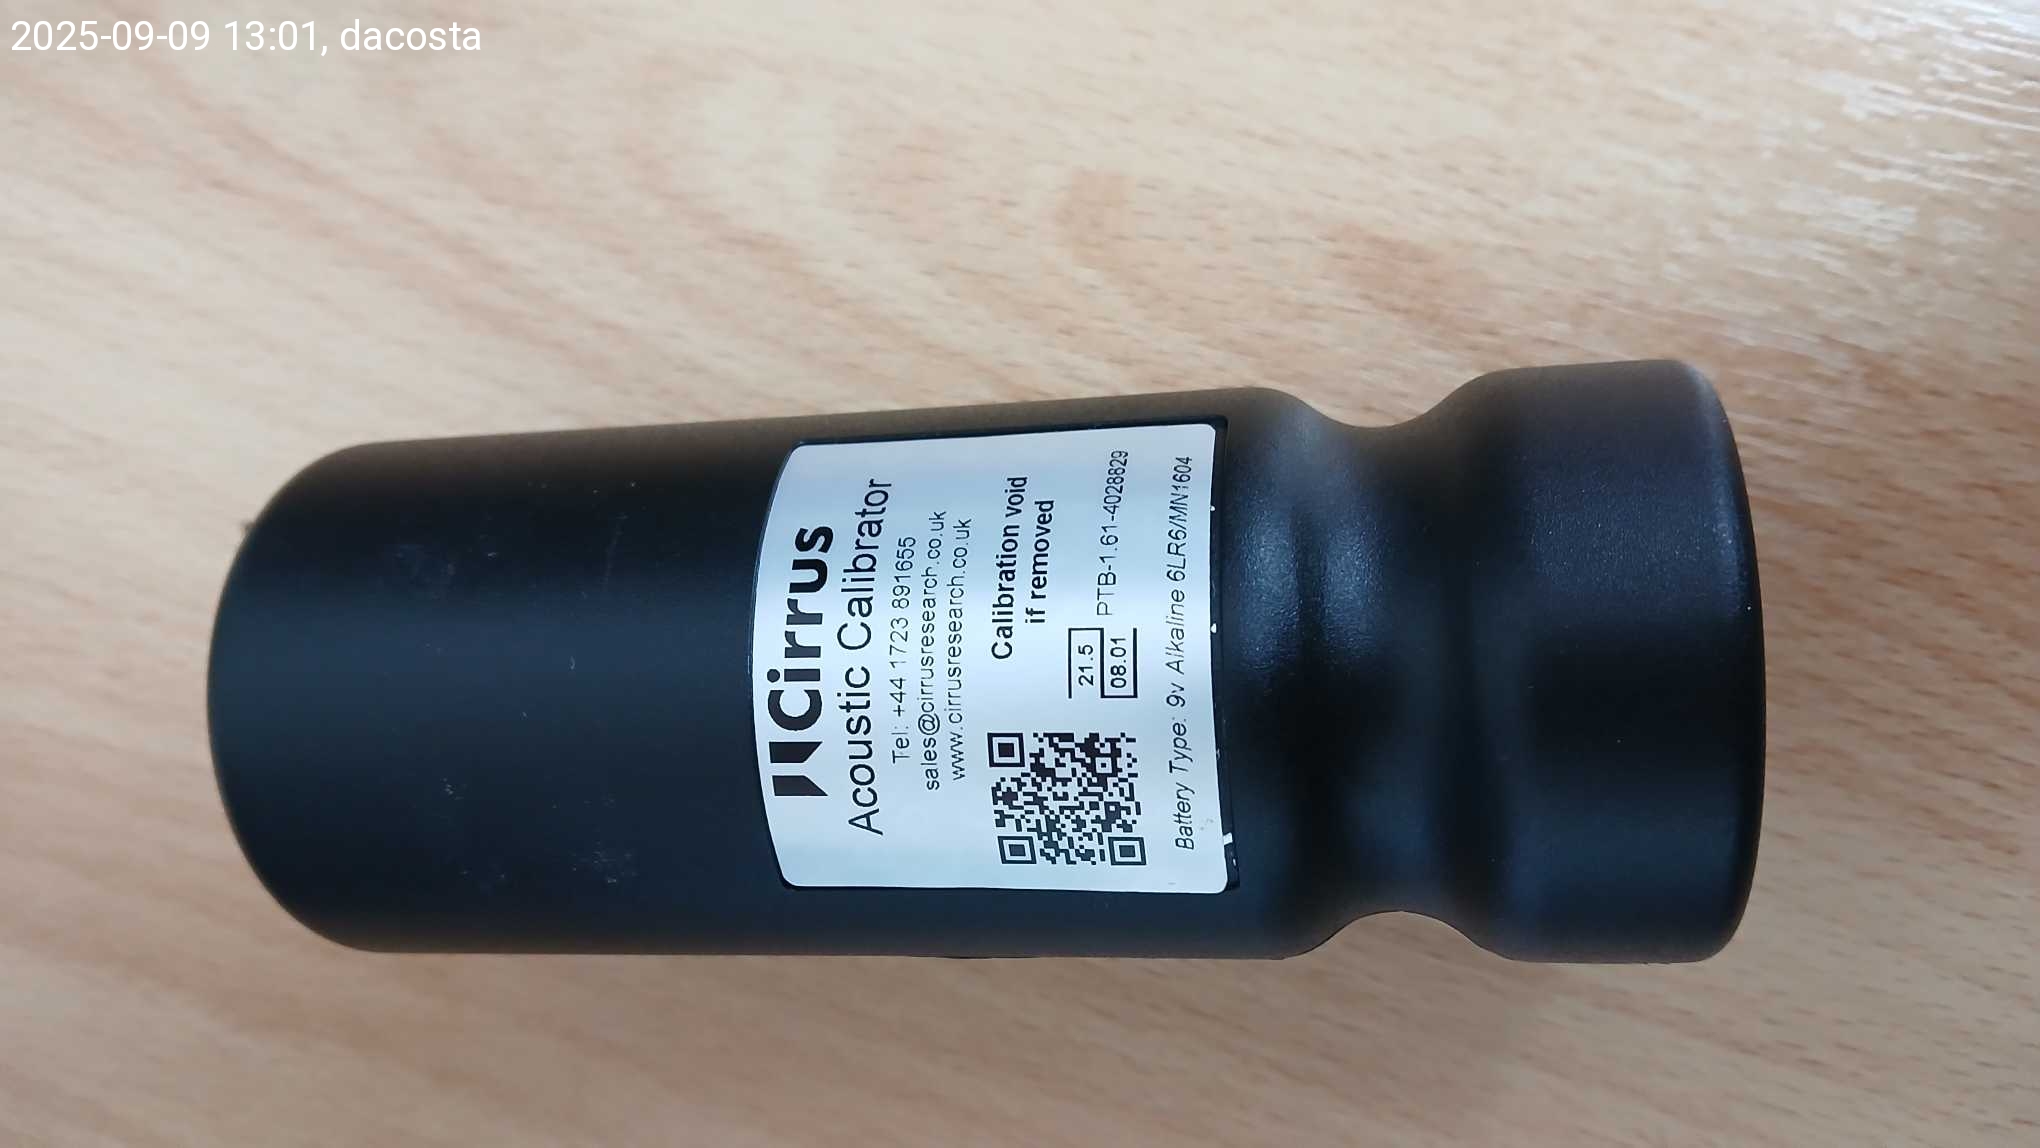 2025-09-09 13:01, dacosta
Cirrus
Acoustic Calibrator
Tel: +44 1723 891655
sales@cirrusresearch.co.uk
www.cirrusresearch.co.uk
Calibration void
if removed
21.5
08.01
PTB-1.61-4028829
Battery Type: 9v Alkaline 6LR6/MN1604